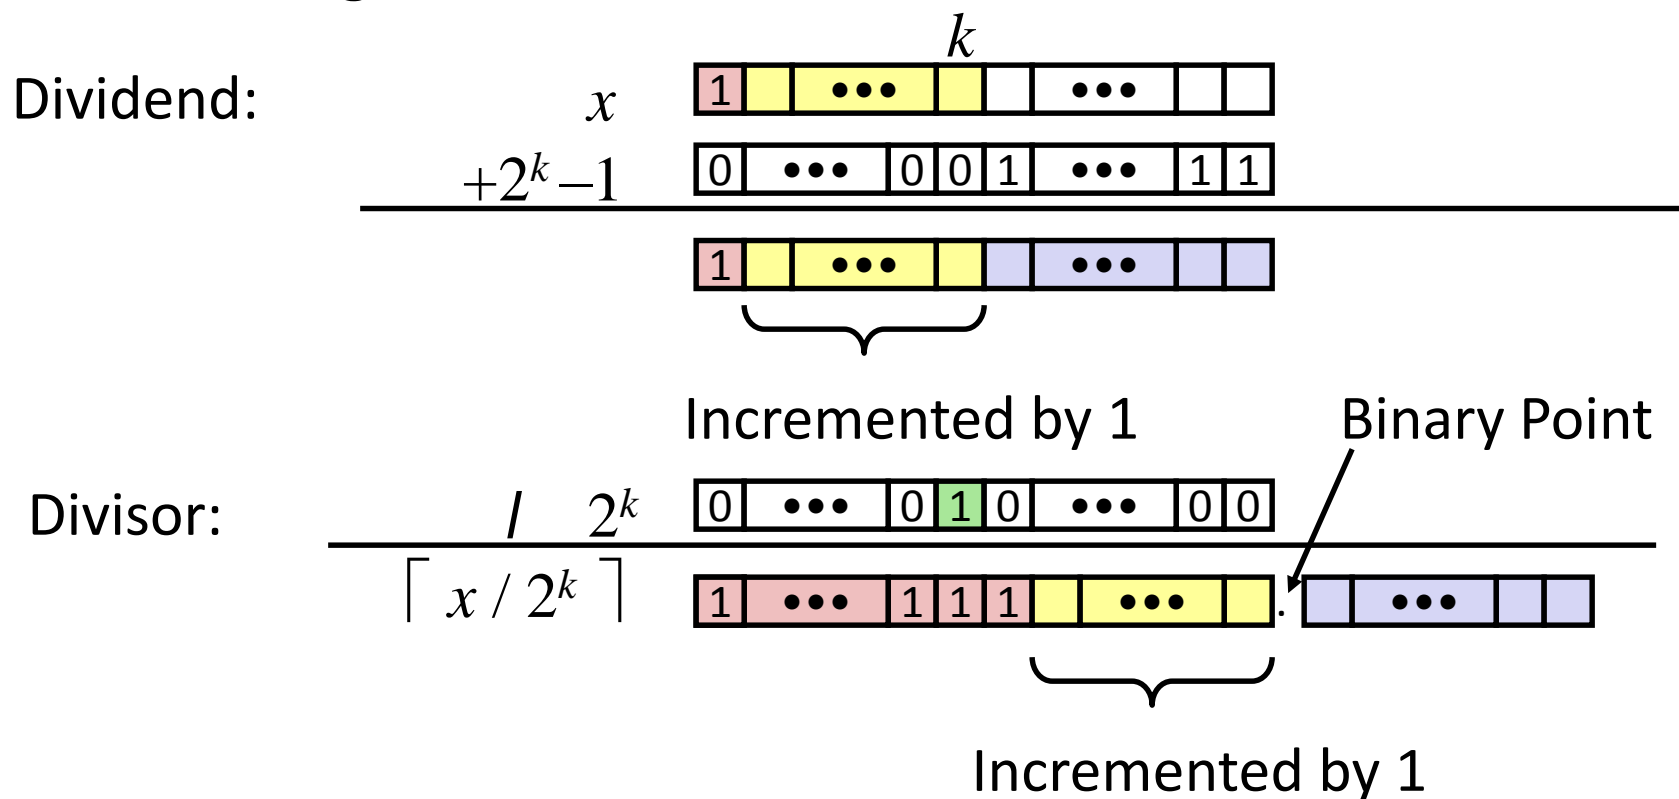 k
Dividend: x 1 ••• •••
+2^k –1 0 ••• 0 0 1 ••• 1 1
1 ••• •••
Incremented by 1 Binary Point
Divisor: / 2^k 0 ••• 0 1 0 ••• 0 0
⌈ x / 2^k ⌉ 1 ••• 1 1 1 ••• . •••
Incremented by 1